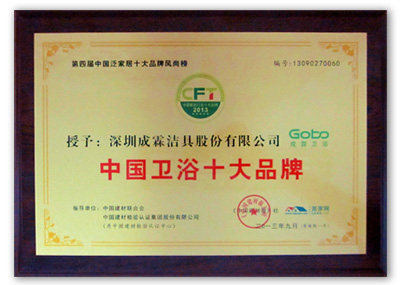 第四届中国泛家居十大品牌风尚榜
编号:13090270060
CFT
2013
授予:深圳成霖洁具股份有限公司
Gobo
中国卫浴十大品牌
指导单位:中国建材联合会
中国建材检验认证集团股份有限公司
二〇一三年九月